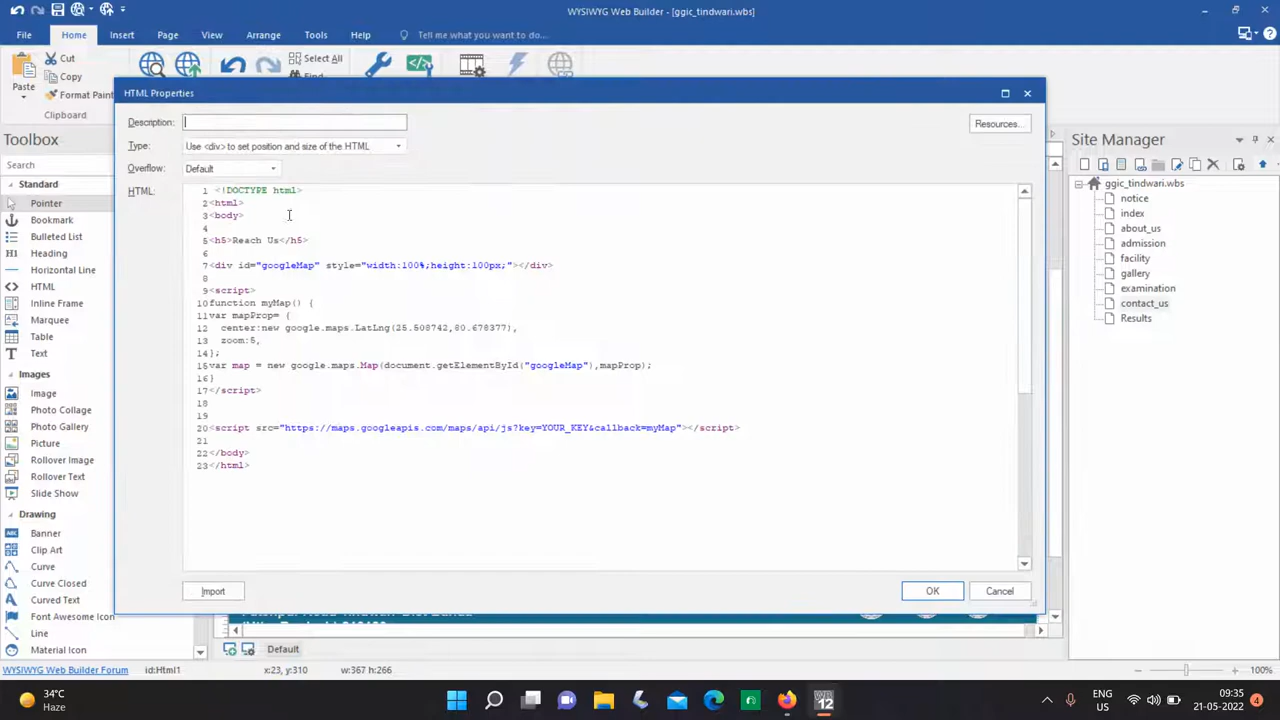 WYSIWYG Web Builder - [ggic_tindwari.wbs]
File Home Insert Page View Arrange Tools Help Tell me what you want to do...
Paste
Cut
Copy
Format Paint
Clipboard
Select All
Find
HTML Properties
Description:
Resources...
Type: Use <div> to set position and size of the HTML
Overflow: Default
HTML:
1 <!DOCTYPE html>
2 <html>
3 <body>
4
5 <h5>Reach Us</h5>
6
7 <div id="googleMap" style="width:100%;height:100px;"></div>
8
9 <script>
10 function myMap() {
11 var mapProp= {
12 center:new google.maps.LatLng(25.508742,80.678377),
13 zoom:5,
14 };
15 var map = new google.maps.Map(document.getElementById("googleMap"),mapProp);
16 }
17 </script>
18
19
20 <script src="https://maps.googleapis.com/maps/api/js?key=YOUR_KEY&callback=myMap"></script>
21
22 </body>
23 </html>
Import
OK
Cancel
Toolbox
Search
Standard
Pointer
Bookmark
Bulleted List
H1 Heading
Horizontal Line
HTML
Inline Frame
Marquee
Table
Text
Images
Image
Photo Collage
Photo Gallery
Picture
Rollover Image
Rollover Text
Slide Show
Drawing
ABC Banner
Clip Art
Curve
Curve Closed
Curved Text
Font Awesome Icon
Line
Material Icon
Site Manager
ggic_tindwari.wbs
notice
index
about_us
admission
facility
gallery
examination
contact_us
Results
Default
WYSIWYG Web Builder Forum
id:Html1
x:23, y:310
w:367 h:266
100%
34°C
Haze
WEB
12
ENG
US
09:35
21-05-2022